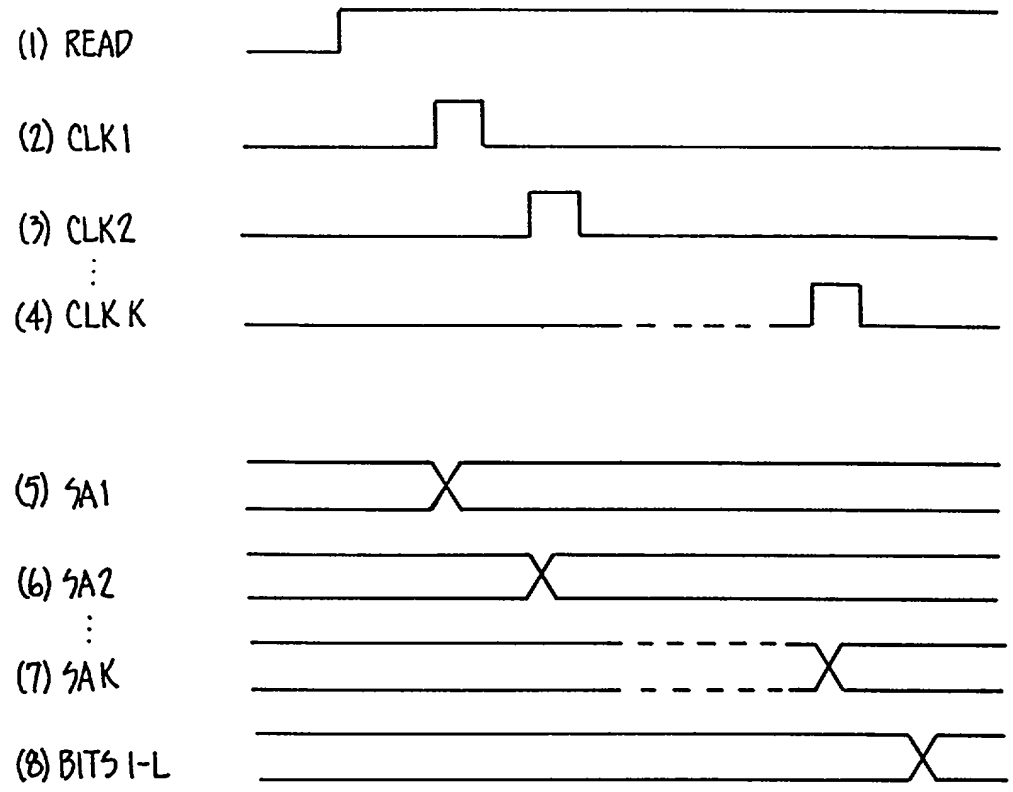 (1) READ
(2) CLK1
(3) CLK2
⋮
(4) CLK K
(5) SA1
(6) SA2
⋮
(7) SAK
(8) BITS 1-L